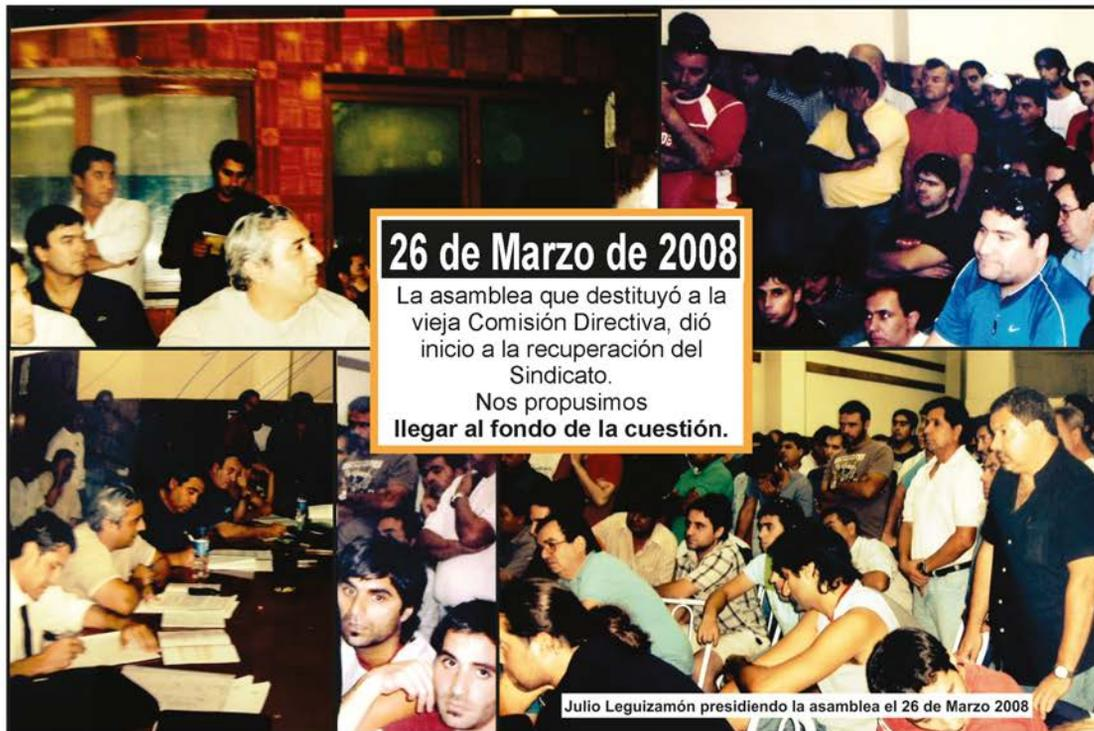 26 de Marzo de 2008
La asamblea que destituyó a la
vieja Comisión Directiva, dió
inicio a la recuperación del
Sindicato.
Nos propusimos
llegar al fondo de la cuestión.
Julio Leguizamón presidiendo la asamblea el 26 de Marzo 2008